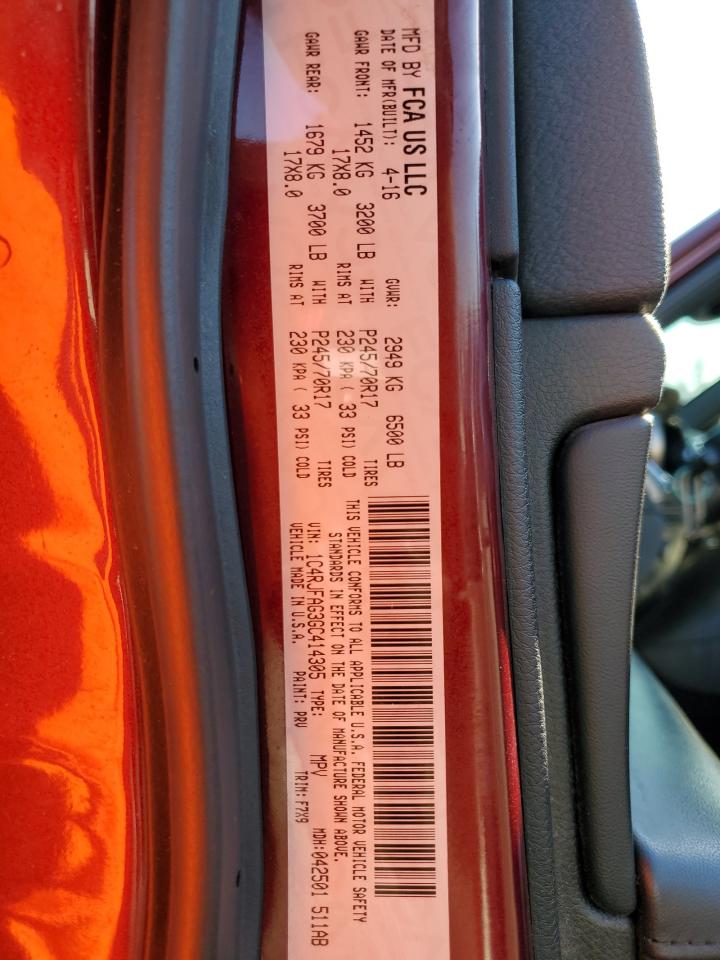 MFD BY FCA US LLC
DATE OF MFR(BUILT): 4-16 GVWR: 2949 KG 6500 LB
GAWR FRONT: 1452 KG 3200 LB WITH P245/70R17 TIRES
17X8.0 RIMS AT 230 KPA ( 33 PSI) COLD
GAWR REAR: 1679 KG 3700 LB WITH P245/70R17 TIRES
17X8.0 RIMS AT 230 KPA ( 33 PSI) COLD
THIS VEHICLE CONFORMS TO ALL APPLICABLE U.S.A. FEDERAL MOTOR VEHICLE SAFETY
STANDARDS IN EFFECT ON THE DATE OF MANUFACTURE SHOWN ABOVE.
VIN: 1C4RJFAG3GC414305 TYPE: MPV MDH:042501 511AB
VEHICLE MADE IN U.S.A. PAINT: PRV TRIM:F7X9